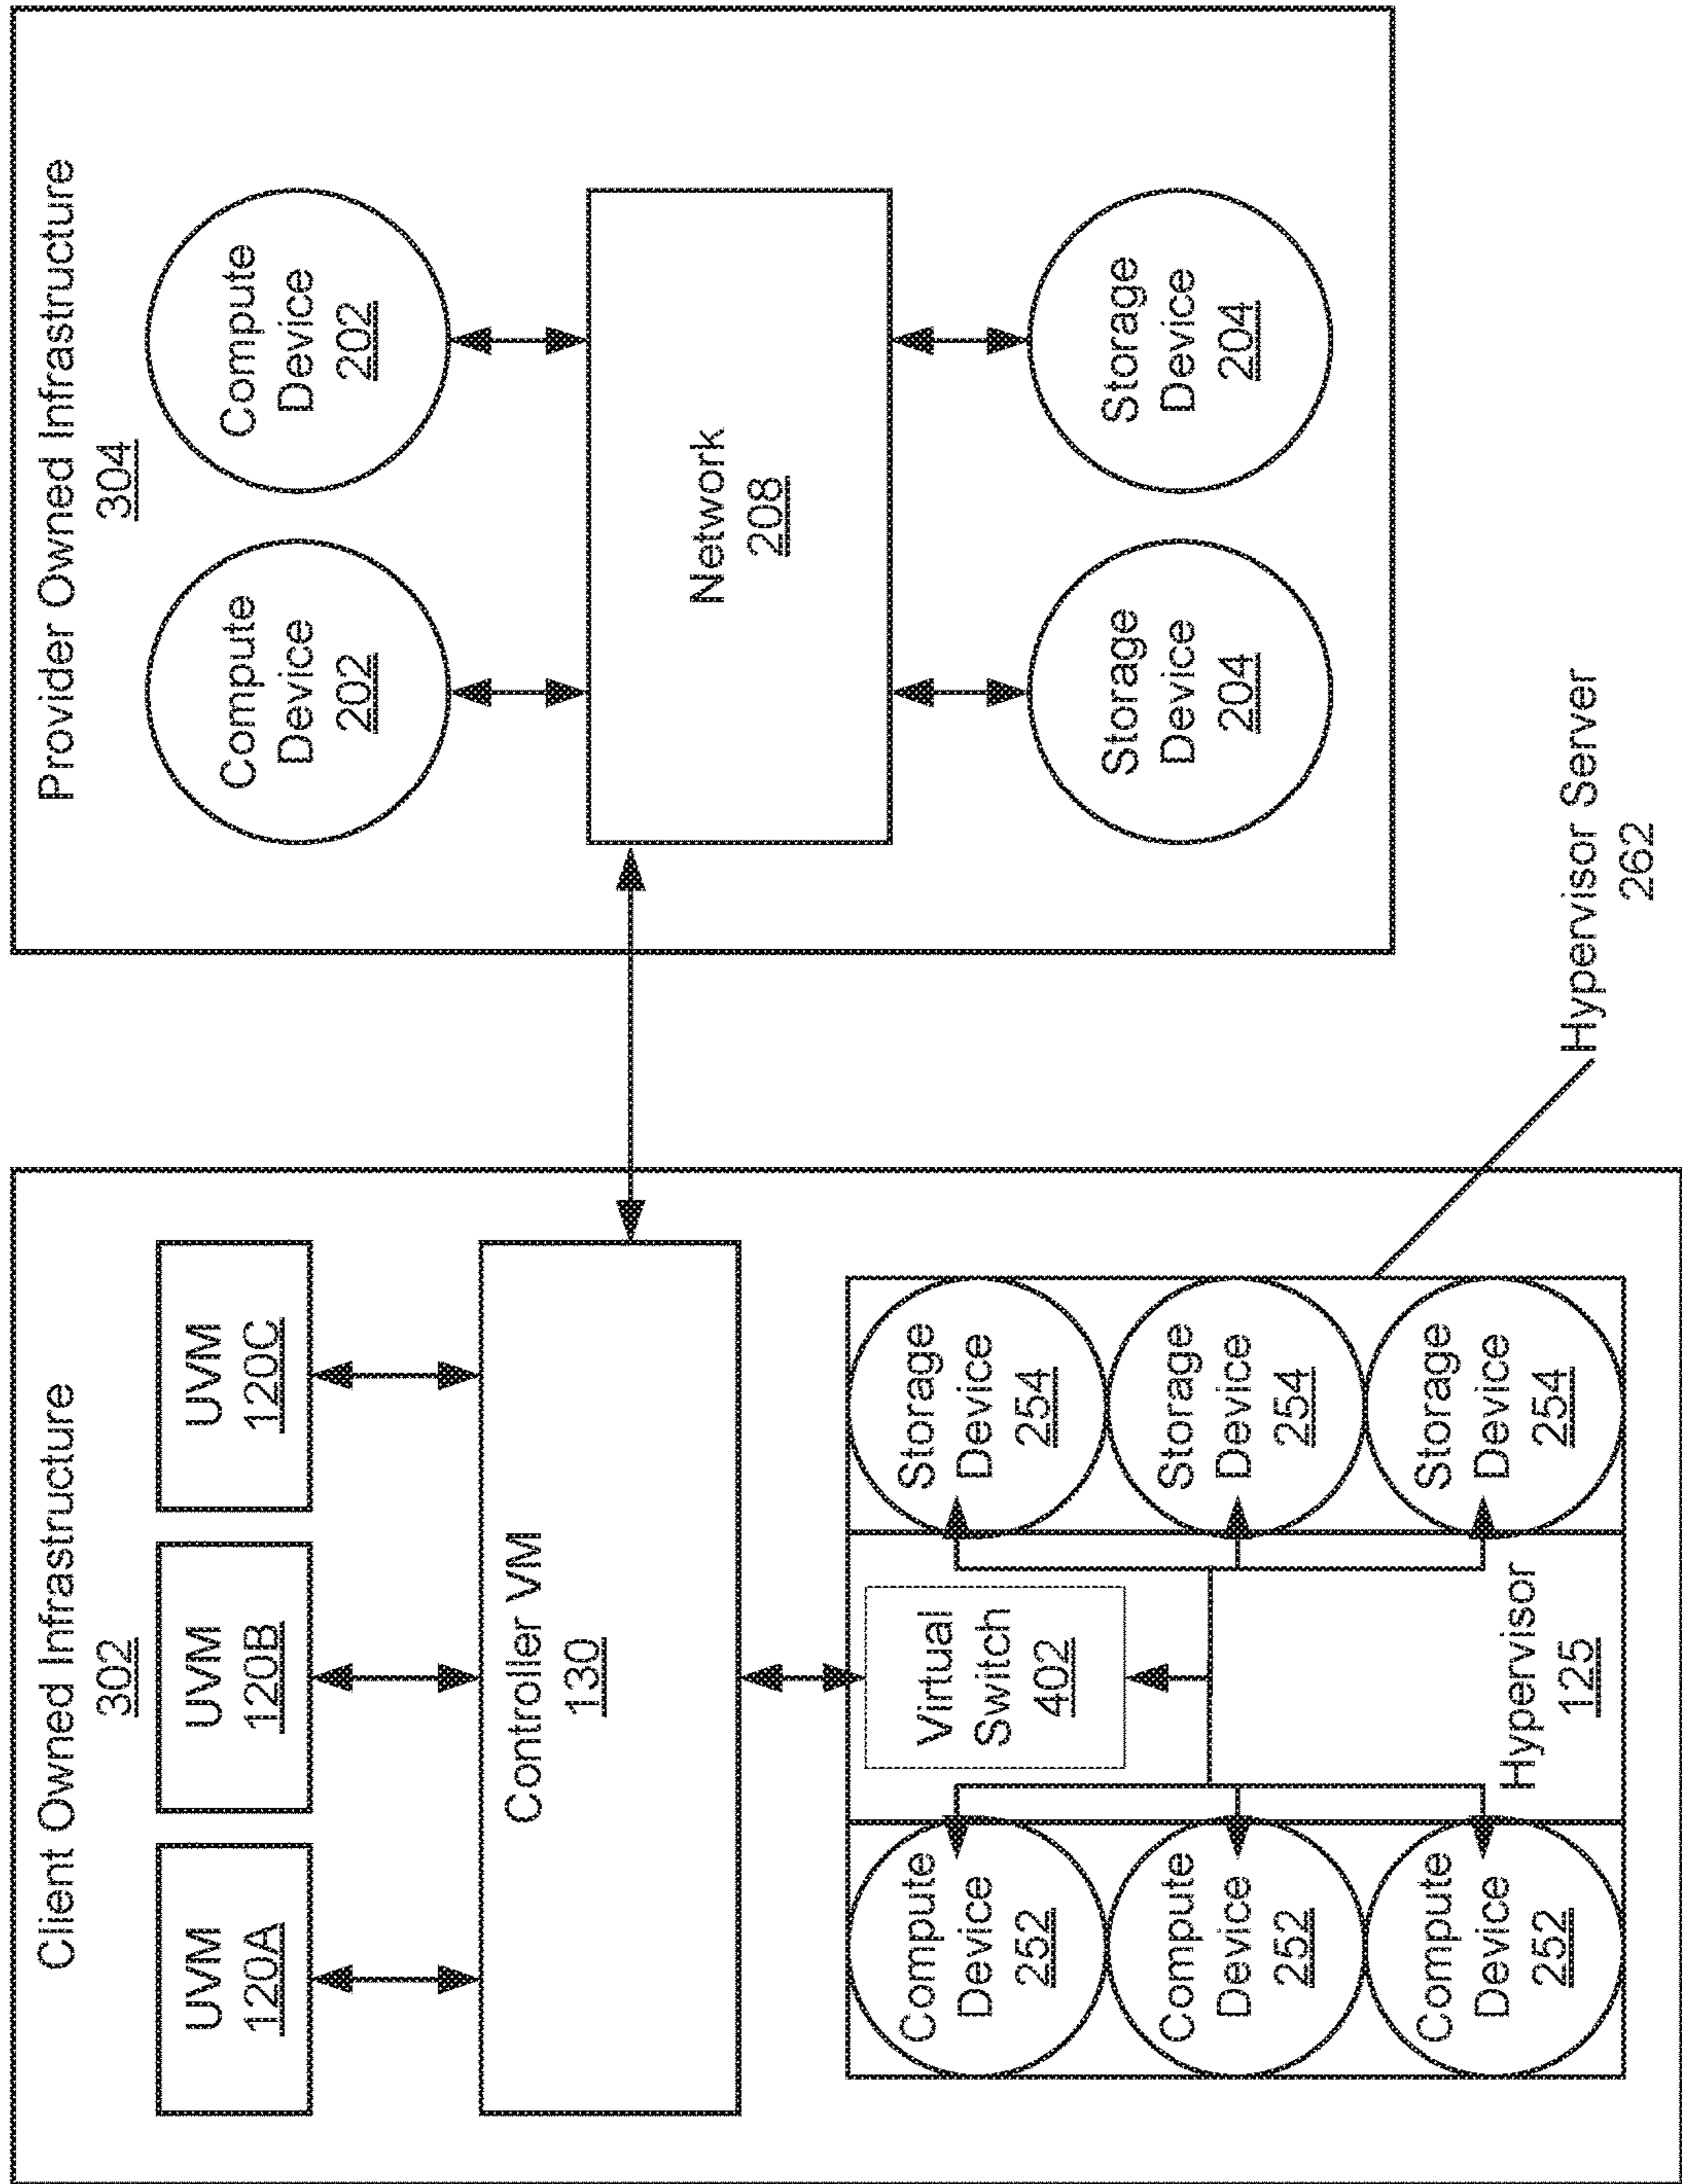 Client Owned Infrastructure
302
UVM
120A
UVM
120B
UVM
120C
Controller VM
130
Virtual
Switch
402
Compute
Device
252
Compute
Device
252
Compute
Device
252
Hypervisor
125
Storage
Device
254
Storage
Device
254
Storage
Device
254
Hypervisor Server
262
Provider Owned Infrastructure
304
Compute
Device
202
Compute
Device
202
Network
208
Storage
Device
204
Storage
Device
204